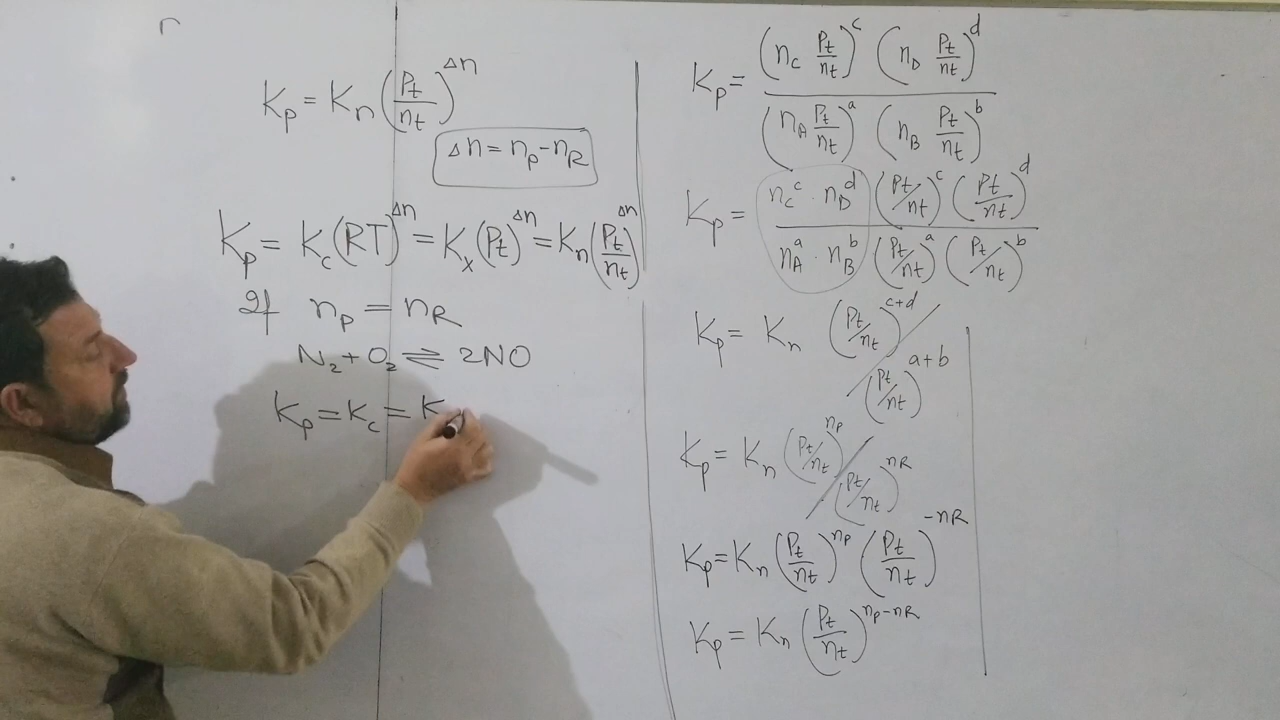 Kp = Kn (Pt/nt)^Δn
Δn = np - nR
Kp = Kc (RT)^Δn = Kx (Pt)^Δn = Kn (Pt/nt)^Δn
If np = nR
N₂ + O₂ ⇌ 2NO
Kp = Kc = K
Kp = (nC Pt/nt)^c (nD Pt/nt)^d / (nA Pt/nt)^a (nB Pt/nt)^b
Kp = nC^c · nD^d (Pt/nt)^c (Pt/nt)^d / nA^a · nB^b (Pt/nt)^a (Pt/nt)^b
Kp = Kn (Pt/nt)^c+d / (Pt/nt)^a+b
Kp = Kn (Pt/nt)^np / (Pt/nt)^nR
Kp = Kn (Pt/nt)^np (Pt/nt)^-nR
Kp = Kn (Pt/nt)^np-nR